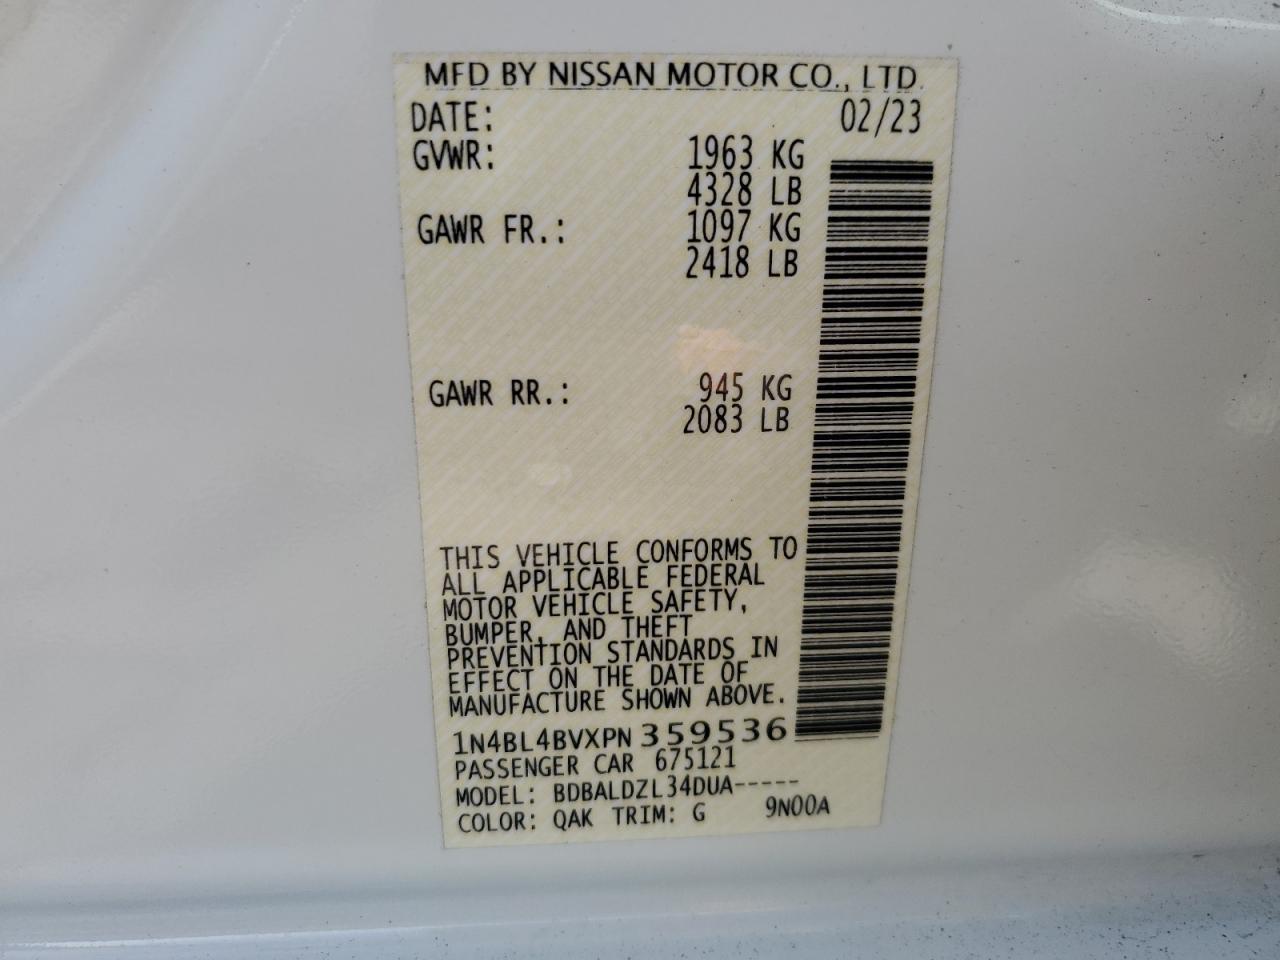 MFD BY NISSAN MOTOR CO., LTD.
DATE: 02/23
GVWR: 1963 KG
4328 LB
GAWR FR.: 1097 KG
2418 LB
GAWR RR.: 945 KG
2083 LB
THIS VEHICLE CONFORMS TO
ALL APPLICABLE FEDERAL
MOTOR VEHICLE SAFETY,
BUMPER, AND THEFT
PREVENTION STANDARDS IN
EFFECT ON THE DATE OF
MANUFACTURE SHOWN ABOVE.
1N4BL4BVXPN359536
PASSENGER CAR 675121
MODEL: BDBALDZL34DUA-----
COLOR: QAK TRIM: G 9N00A